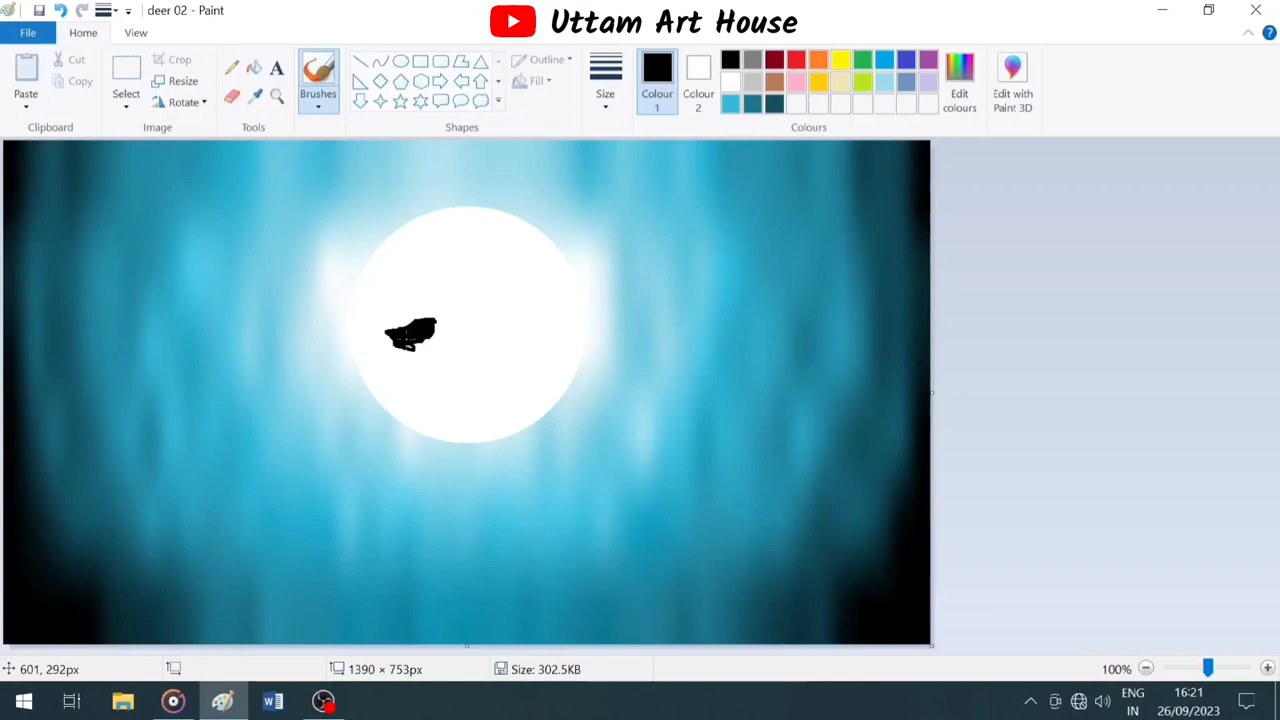 deer 02 - Paint
Uttam Art House
File
Home
View
Paste
Cut
Copy
Clipboard
Select
Crop
Resize
Rotate
Image
Tools
Brushes
Outline
Fill
Shapes
Size
Colour
1
Colour
2
Edit
colours
Edit with
Paint 3D
Colours
601, 292px
1390 × 753px
Size: 302.5KB
100%
ENG
IN
16:21
26/09/2023